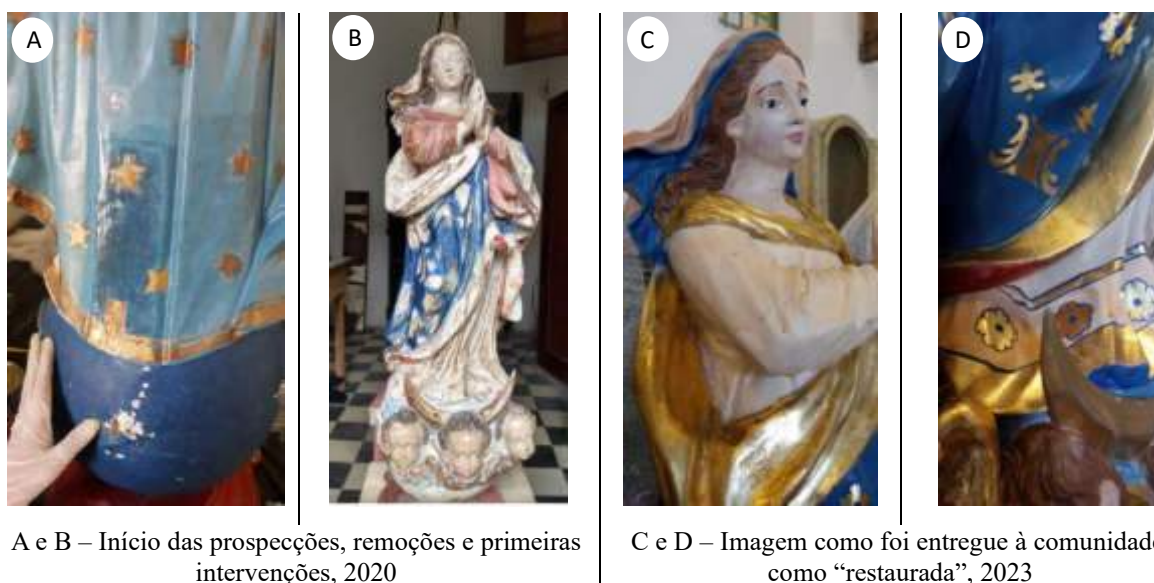 A
B
C
D
A e B – Início das prospecções, remoções e primeiras
intervenções, 2020
C e D – Imagem como foi entregue à comunidade
como “restaurada”, 2023